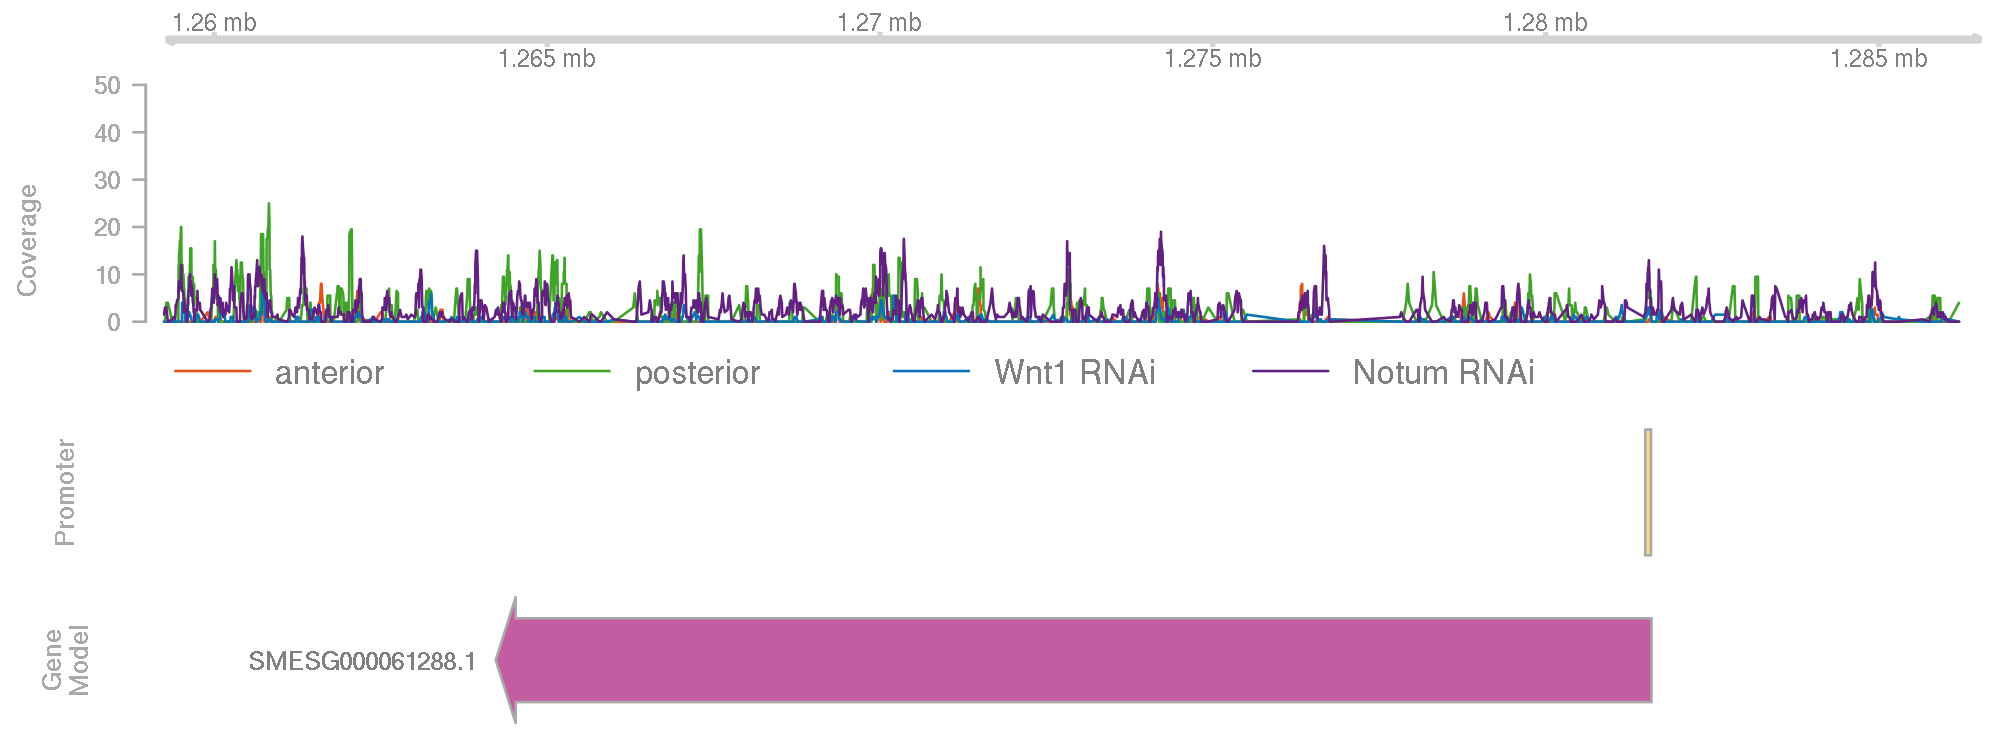 1.26 mb 1.27 mb 1.28 mb
1.265 mb 1.275 mb 1.285 mb
Coverage
50
40
30
20
10
0
anterior posterior Wnt1 RNAi Notum RNAi
Promoter
Gene
Model
SMESG000061288.1